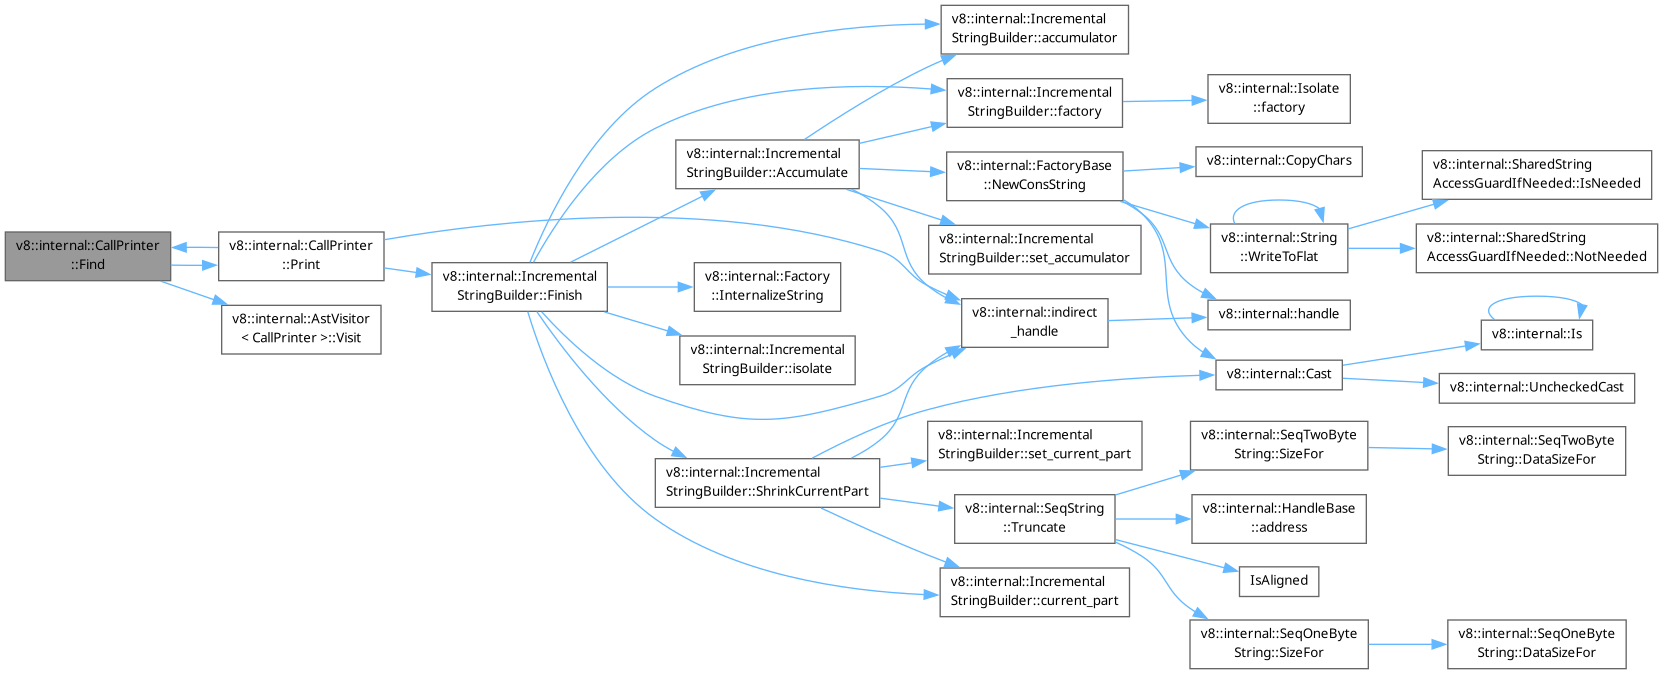 v8::internal::CallPrinter
::Find
v8::internal::CallPrinter
::Print
v8::internal::AstVisitor
< CallPrinter >::Visit
v8::internal::Incremental
StringBuilder::Finish
v8::internal::Incremental
StringBuilder::Accumulate
v8::internal::Factory
::InternalizeString
v8::internal::Incremental
StringBuilder::isolate
v8::internal::Incremental
StringBuilder::ShrinkCurrentPart
v8::internal::Incremental
StringBuilder::accumulator
v8::internal::Incremental
StringBuilder::factory
v8::internal::FactoryBase
::NewConsString
v8::internal::Incremental
StringBuilder::set_accumulator
v8::internal::indirect
_handle
v8::internal::Incremental
StringBuilder::set_current_part
v8::internal::SeqString
::Truncate
v8::internal::Incremental
StringBuilder::current_part
v8::internal::Isolate
::factory
v8::internal::CopyChars
v8::internal::String
::WriteToFlat
v8::internal::handle
v8::internal::Cast
v8::internal::SeqTwoByte
String::SizeFor
v8::internal::HandleBase
::address
IsAligned
v8::internal::SeqOneByte
String::SizeFor
v8::internal::SharedString
AccessGuardIfNeeded::IsNeeded
v8::internal::SharedString
AccessGuardIfNeeded::NotNeeded
v8::internal::Is
v8::internal::UncheckedCast
v8::internal::SeqTwoByte
String::DataSizeFor
v8::internal::SeqOneByte
String::DataSizeFor